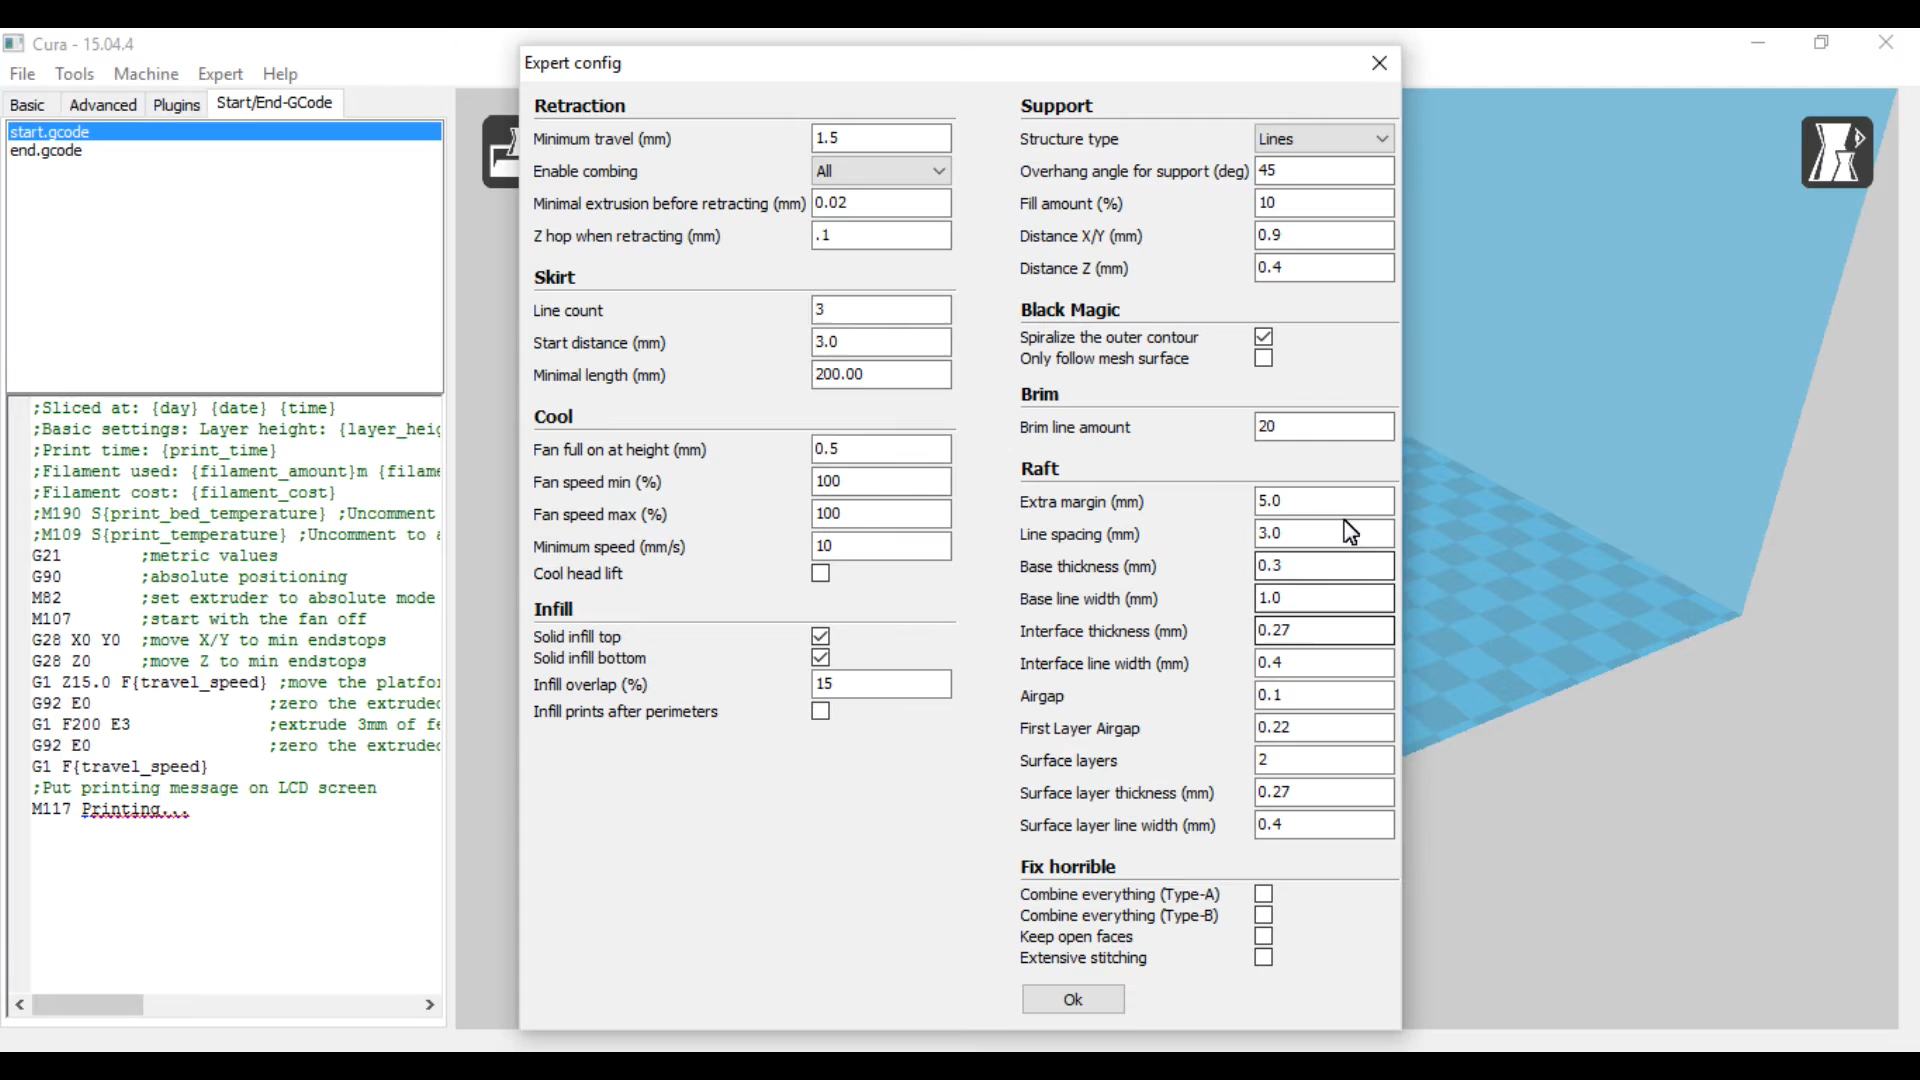 Cura - 15.04.4
File Tools Machine Expert Help
Basic Advanced Plugins Start/End-GCode
start.gcode
end.gcode
;Sliced at: {day} {date} {time}
;Basic settings: Layer height: {layer_heig
;Print time: {print_time}
;Filament used: {filament_amount}m {filame
;Filament cost: {filament_cost}
;M190 S{print_bed_temperature} ;Uncomment
;M109 S{print_temperature} ;Uncomment to a
G21 ;metric values
G90 ;absolute positioning
M82 ;set extruder to absolute mode
M107 ;start with the fan off
G28 X0 Y0 ;move X/Y to min endstops
G28 Z0 ;move Z to min endstops
G1 Z15.0 F{travel_speed} ;move the platfor
G92 E0 ;zero the extruded
G1 F200 E3 ;extrude 3mm of fe
G92 E0 ;zero the extruded
G1 F{travel_speed}
;Put printing message on LCD screen
M117 Printing...
Expert config
Retraction
Minimum travel (mm) 1.5
Enable combing All
Minimal extrusion before retracting (mm) 0.02
Z hop when retracting (mm) .1
Skirt
Line count 3
Start distance (mm) 3.0
Minimal length (mm) 200.00
Cool
Fan full on at height (mm) 0.5
Fan speed min (%) 100
Fan speed max (%) 100
Minimum speed (mm/s) 10
Cool head lift
Infill
Solid infill top
Solid infill bottom
Infill overlap (%) 15
Infill prints after perimeters
Support
Structure type Lines
Overhang angle for support (deg) 45
Fill amount (%) 10
Distance X/Y (mm) 0.9
Distance Z (mm) 0.4
Black Magic
Spiralize the outer contour
Only follow mesh surface
Brim
Brim line amount 20
Raft
Extra margin (mm) 5.0
Line spacing (mm) 3.0
Base thickness (mm) 0.3
Base line width (mm) 1.0
Interface thickness (mm) 0.27
Interface line width (mm) 0.4
Airgap 0.1
First Layer Airgap 0.22
Surface layers 2
Surface layer thickness (mm) 0.27
Surface layer line width (mm) 0.4
Fix horrible
Combine everything (Type-A)
Combine everything (Type-B)
Keep open faces
Extensive stitching
Ok